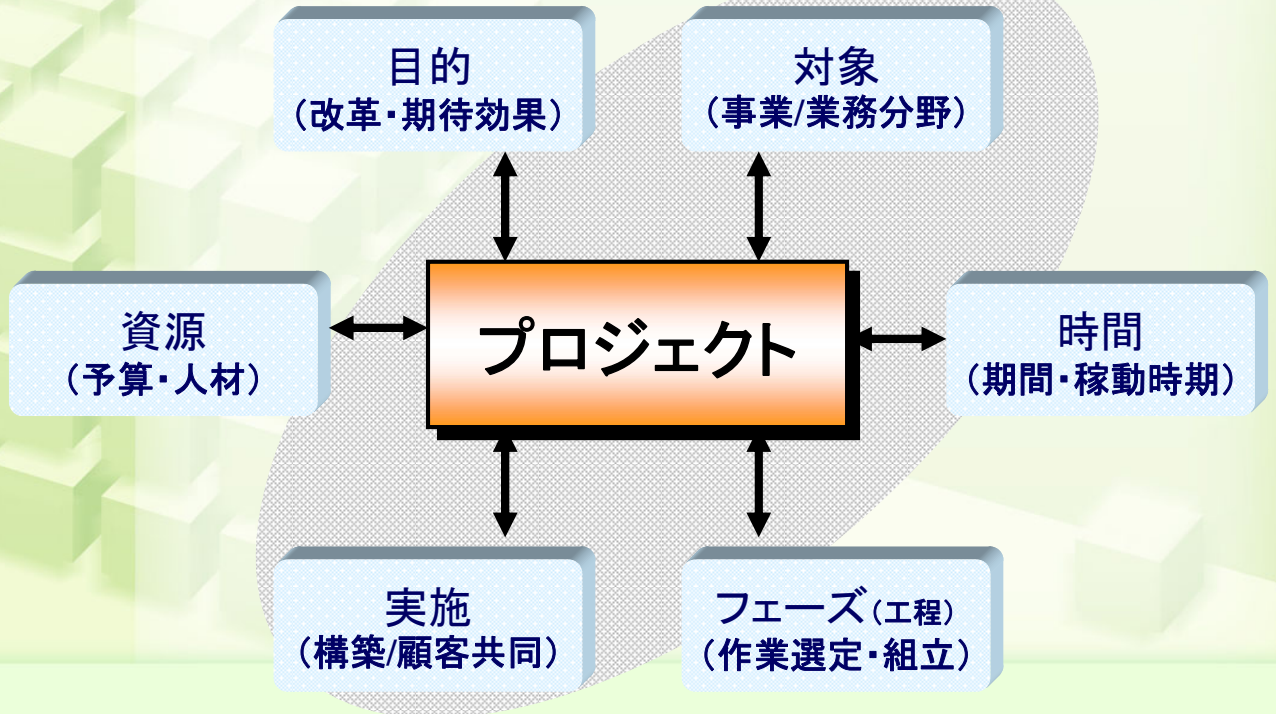 目的
（改革・期待効果）
対象
（事業/業務分野）
資源
（予算・人材）
プロジェクト
時間
（期間・稼動時期）
実施
（構築/顧客共同）
フェーズ（工程）
（作業選定・組立）